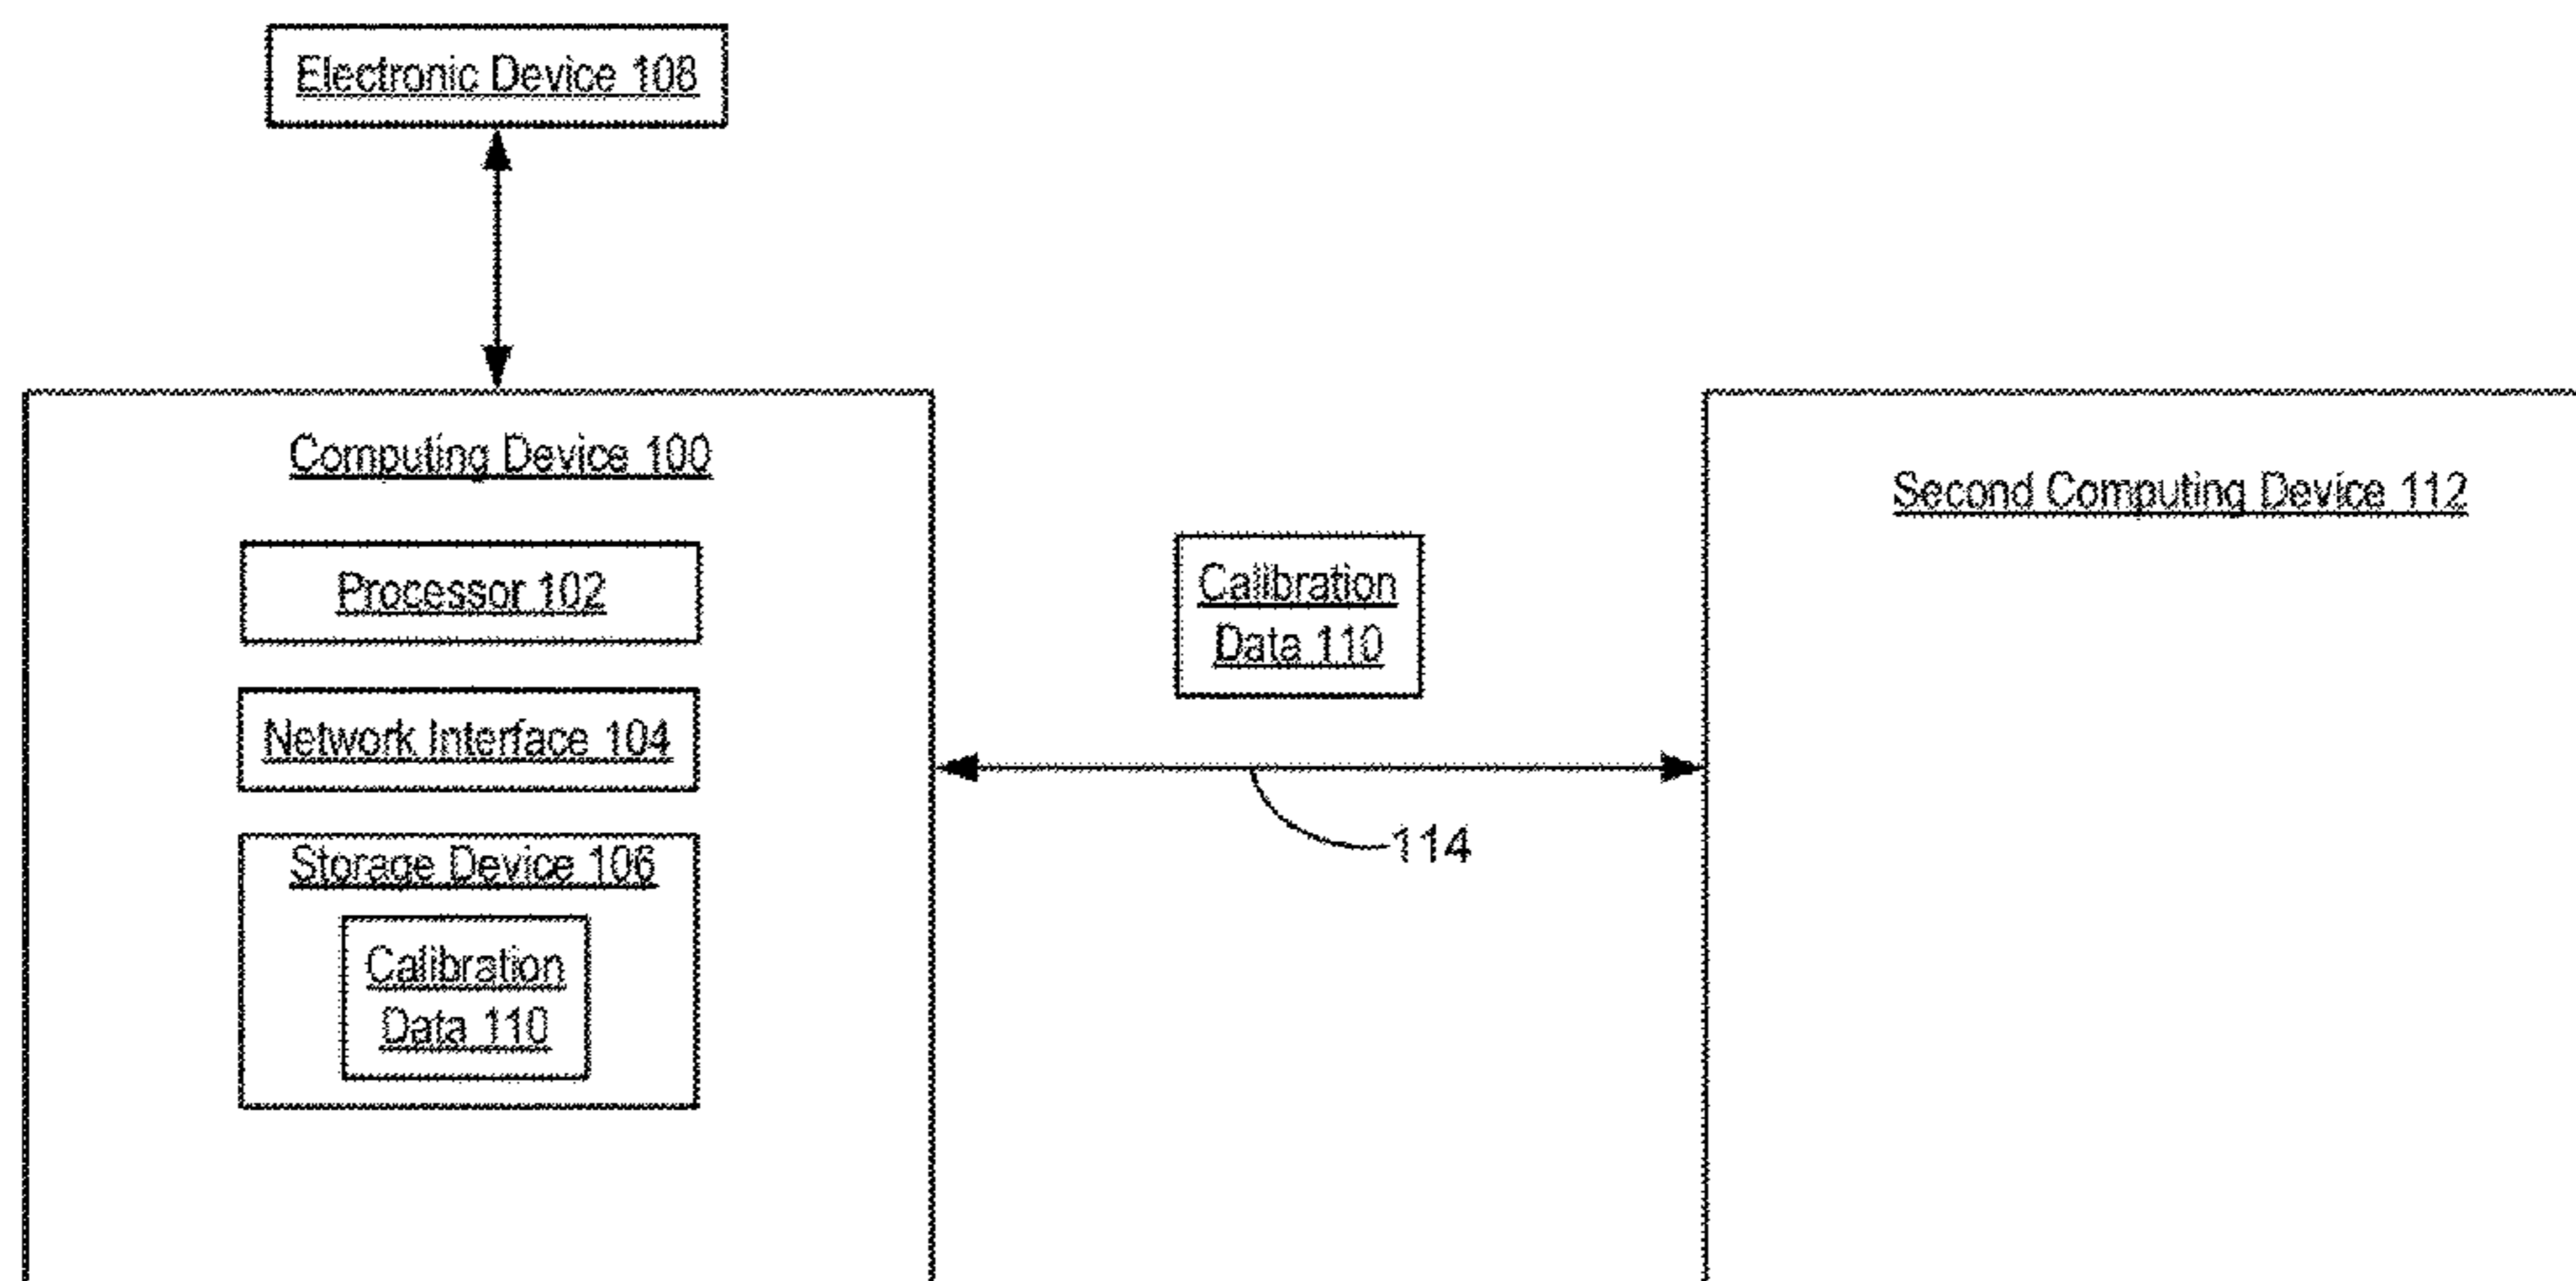 Electronic Device 108
Computing Device 100
Processor 102
Network Interface 104
Storage Device 106
Calibration
Data 110
Calibration
Data 110
114
Second Computing Device 112